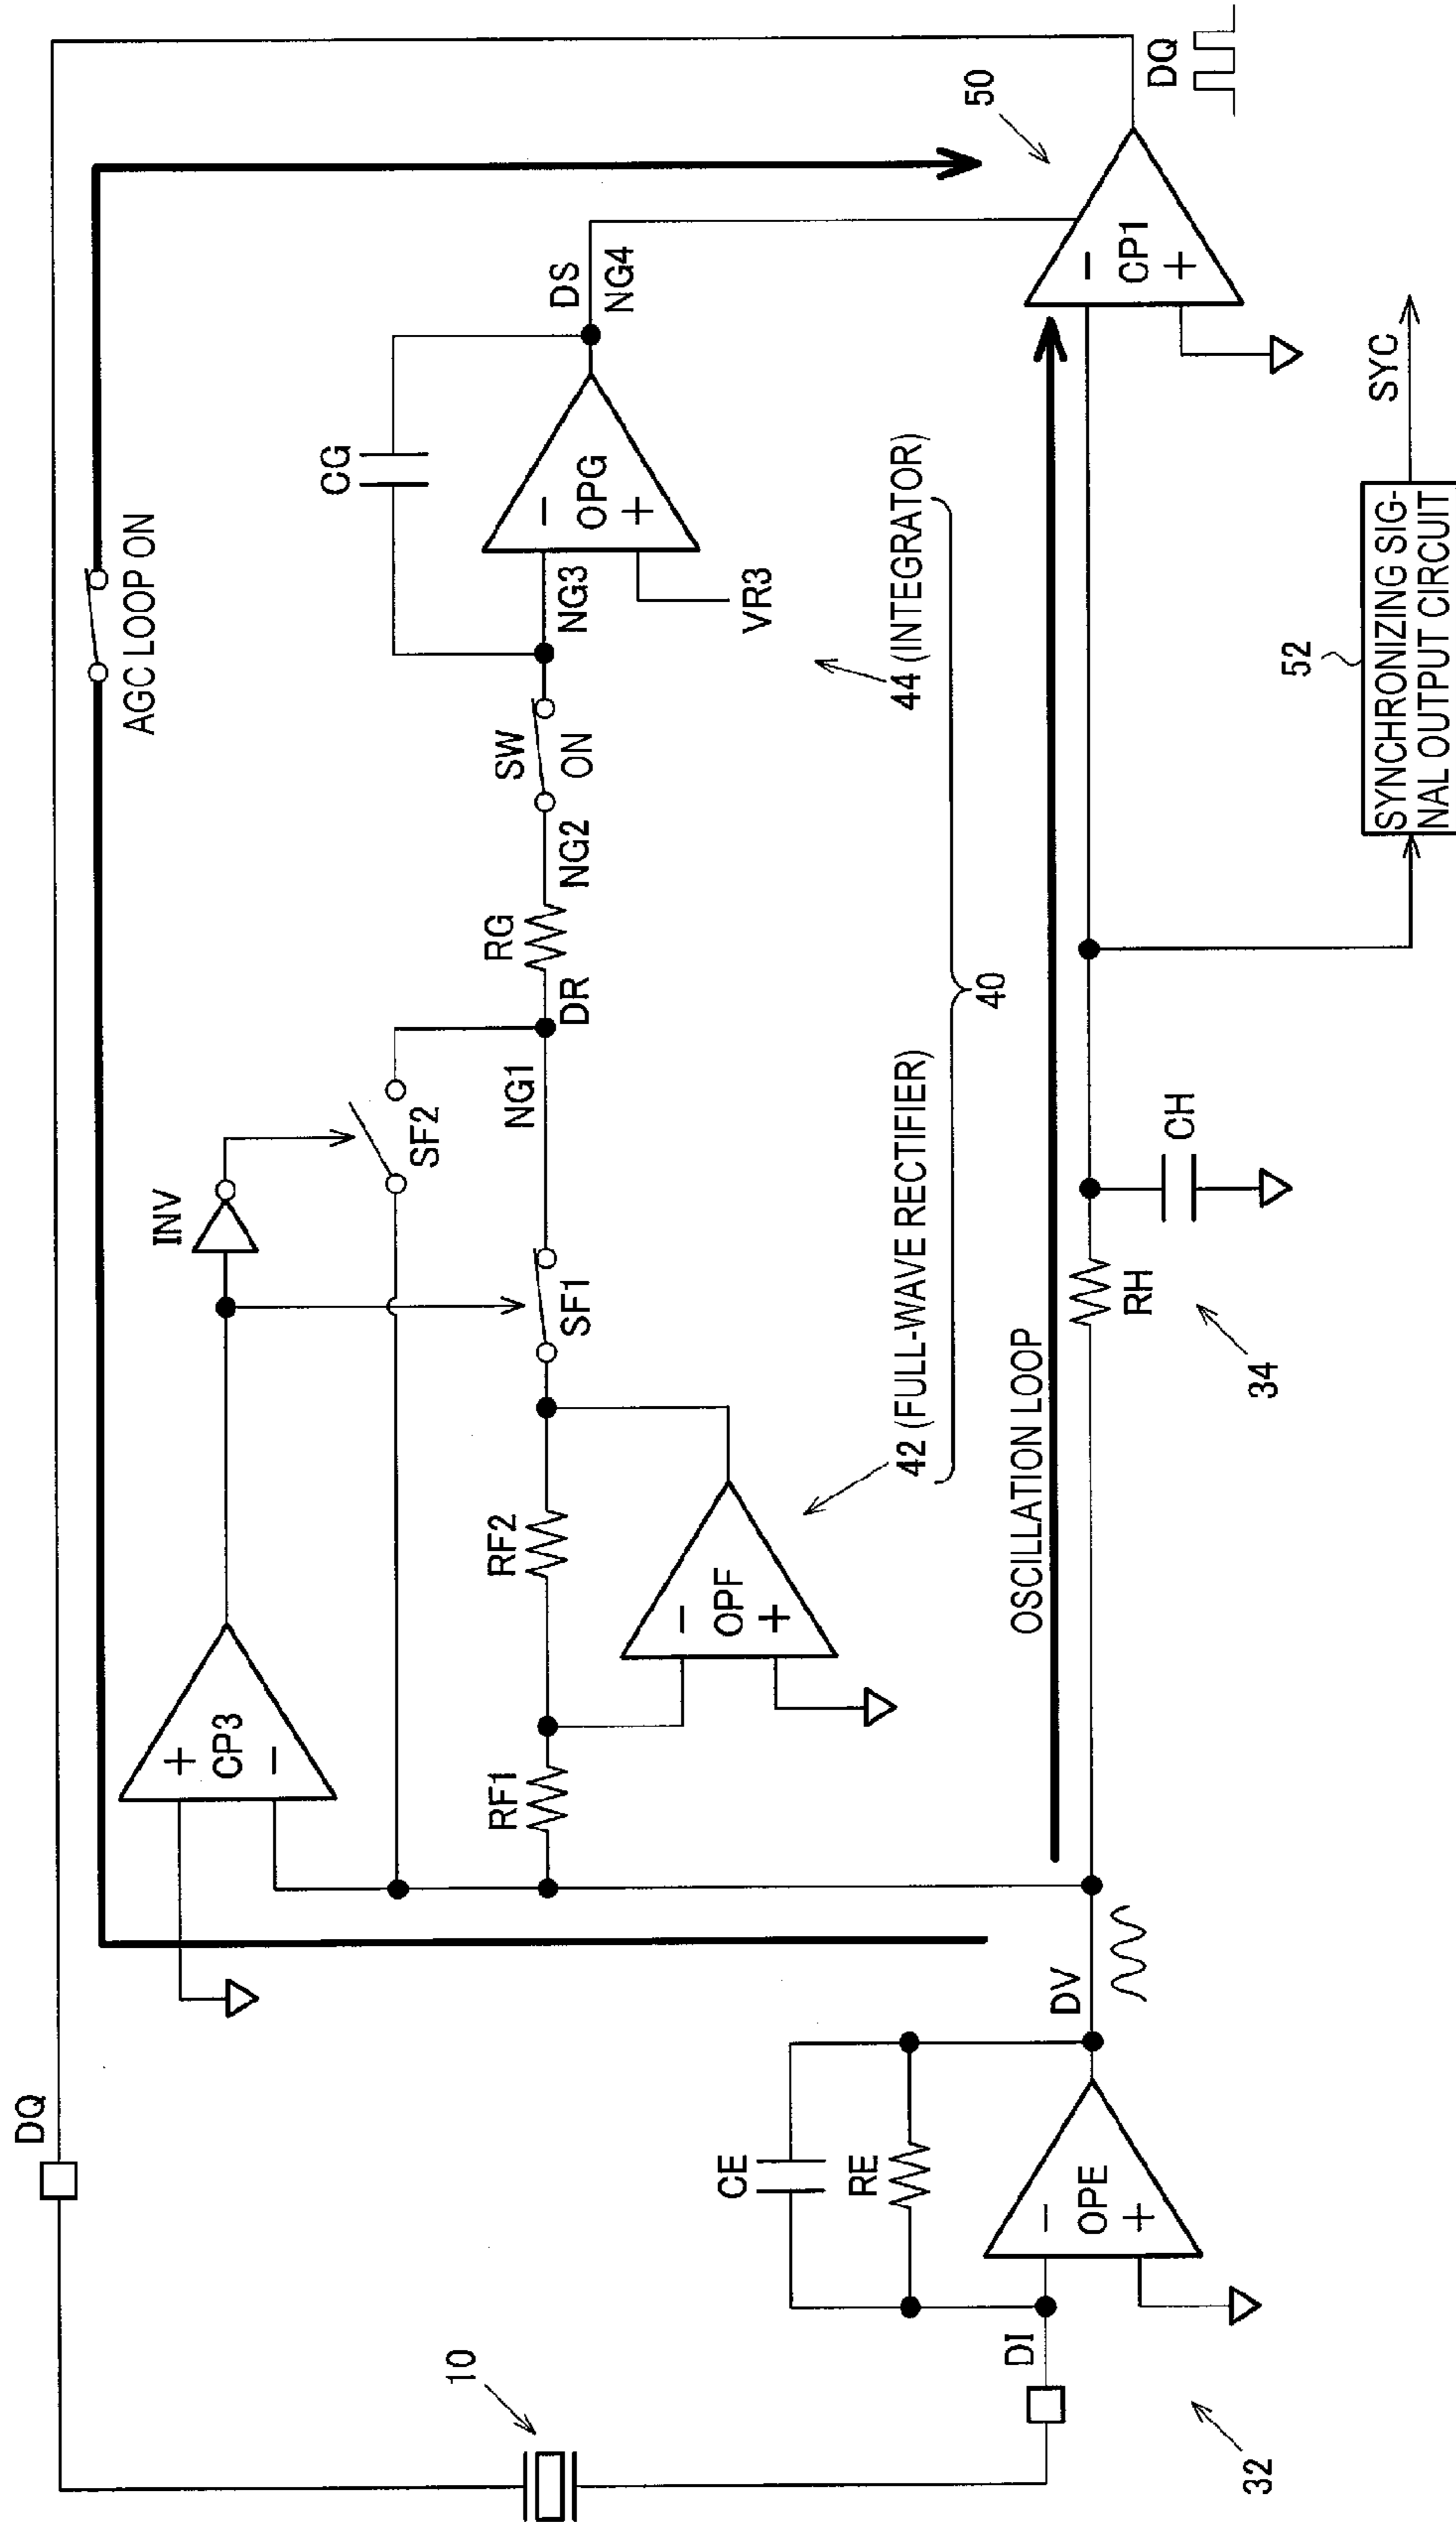 DQ
AGC LOOP ON
50
DQ
INV
CP3
+
−
SF2
CG
DS
NG4
RF1
RF2
SF1
NG1
DR
RG
NG2
SW
ON
NG3
−
OPG
+
VR3
−
OPF
+
42 (FULL-WAVE RECTIFIER)
44 (INTEGRATOR)
40
10
CE
RE
DI
−
OPE
+
32
DV
OSCILLATION LOOP
RH
34
CH
−
CP1
+
52
SYNCHRONIZING SIG-
NAL OUTPUT CIRCUIT
SYC